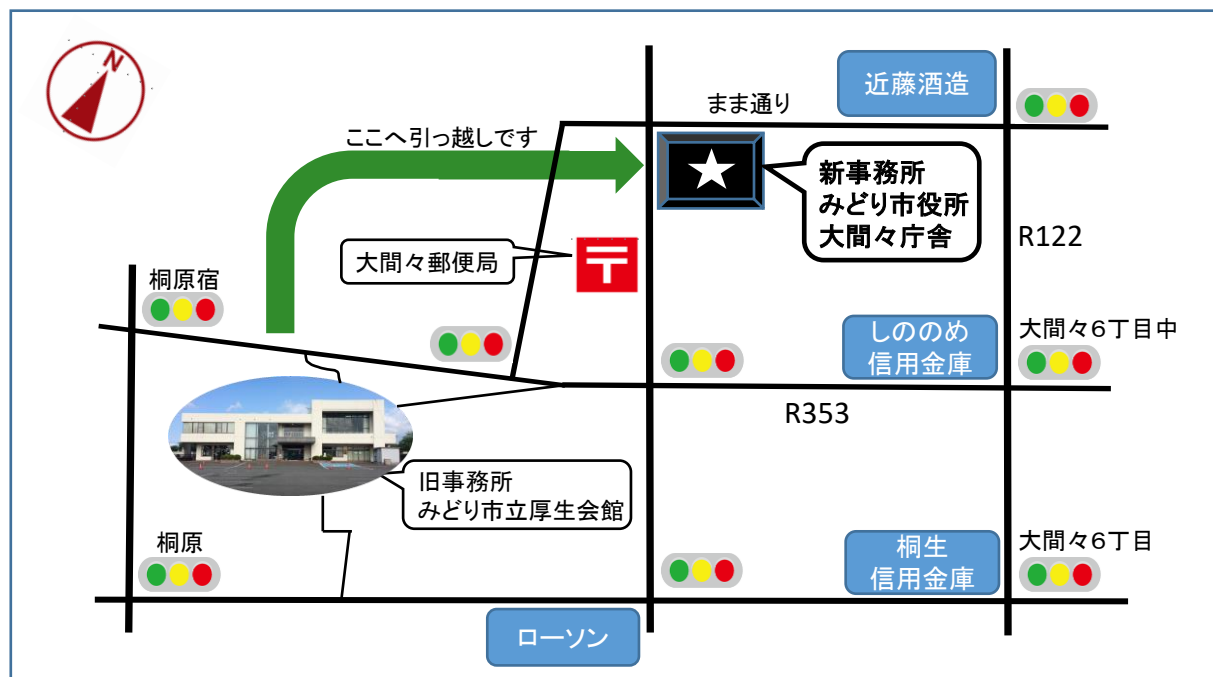 N
近藤酒造
まま通り
ここへ引っ越しです
新事務所
みどり市役所
大間々庁舎
R122
大間々郵便局
桐原宿
しののめ
信用金庫
大間々6丁目中
R353
旧事務所
みどり市立厚生会館
桐原
桐生
信用金庫
大間々6丁目
ローソン